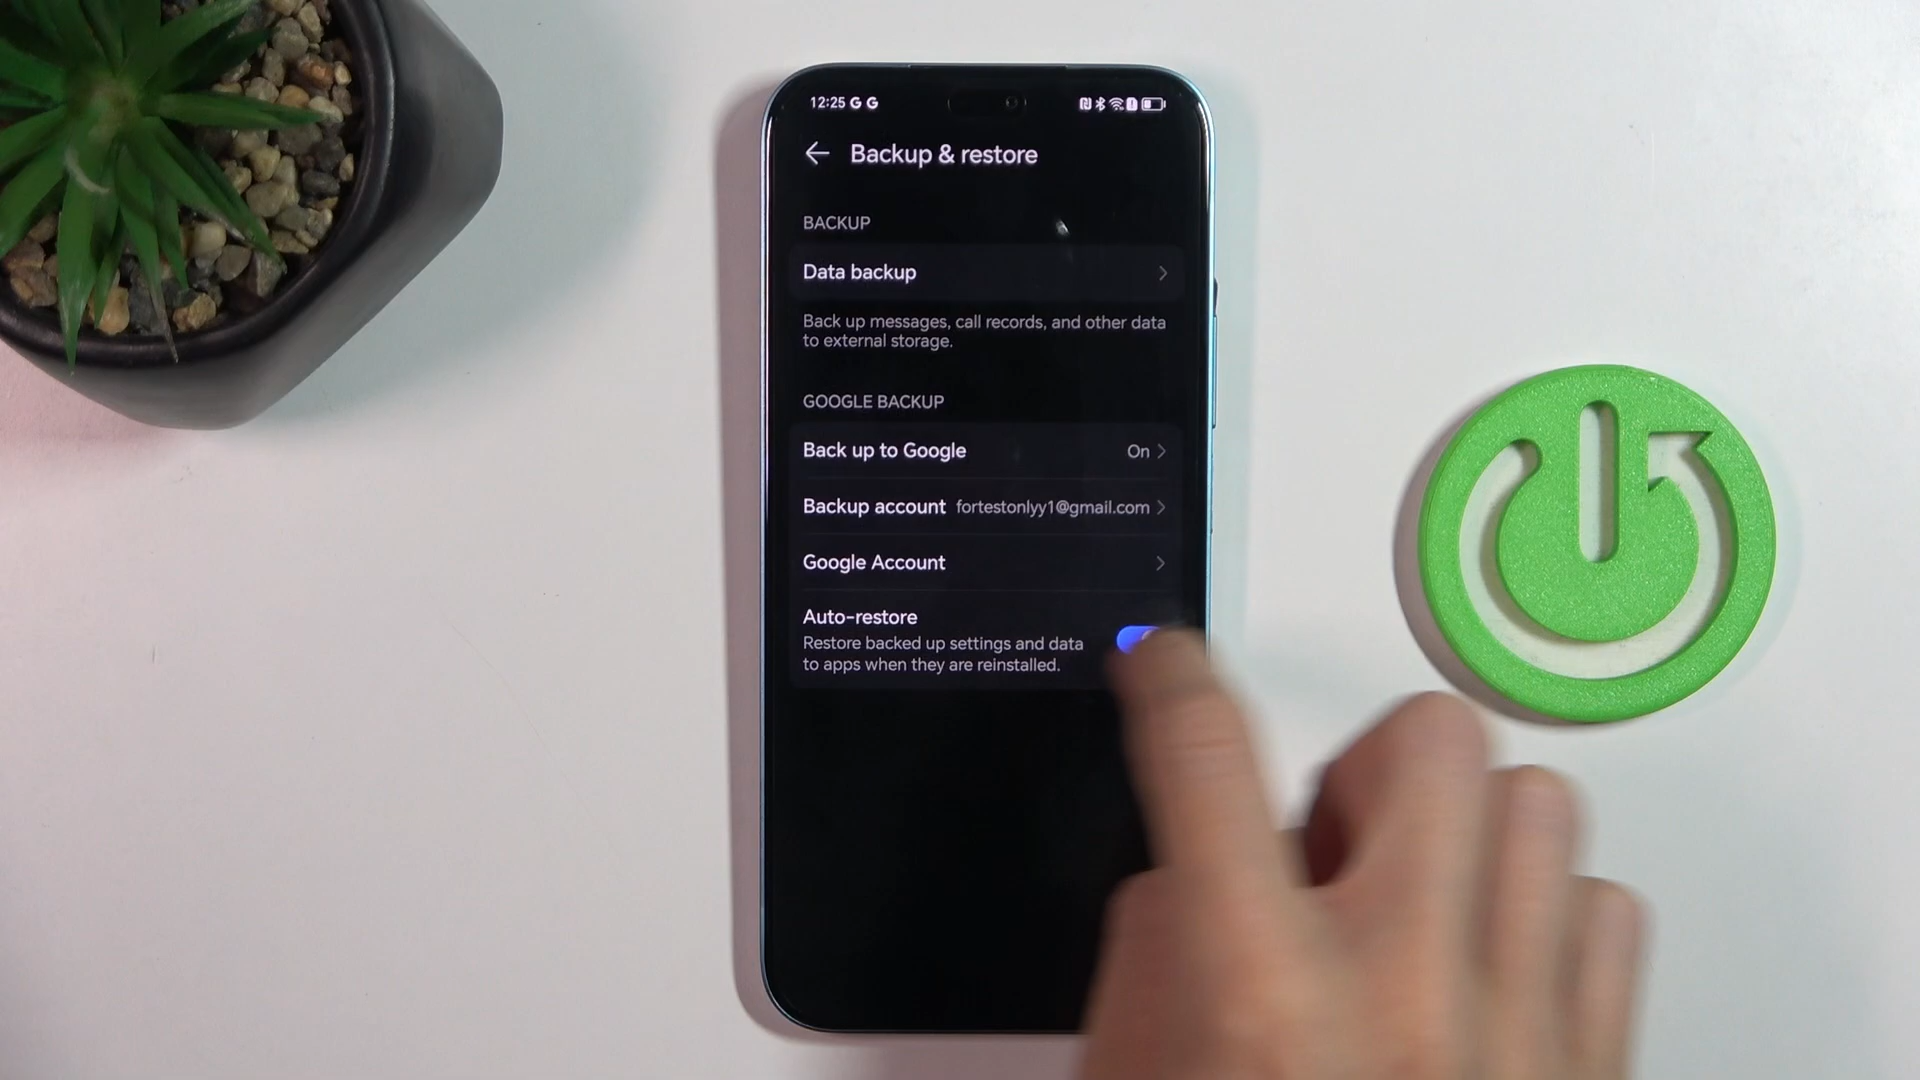 12:25 G G
Backup & restore
BACKUP
Data backup
Back up messages, call records, and other data
to external storage.
GOOGLE BACKUP
Back up to Google On
Backup account fortestonlyy1@gmail.com
Google Account
Auto-restore
Restore backed up settings and data
to apps when they are reinstalled.